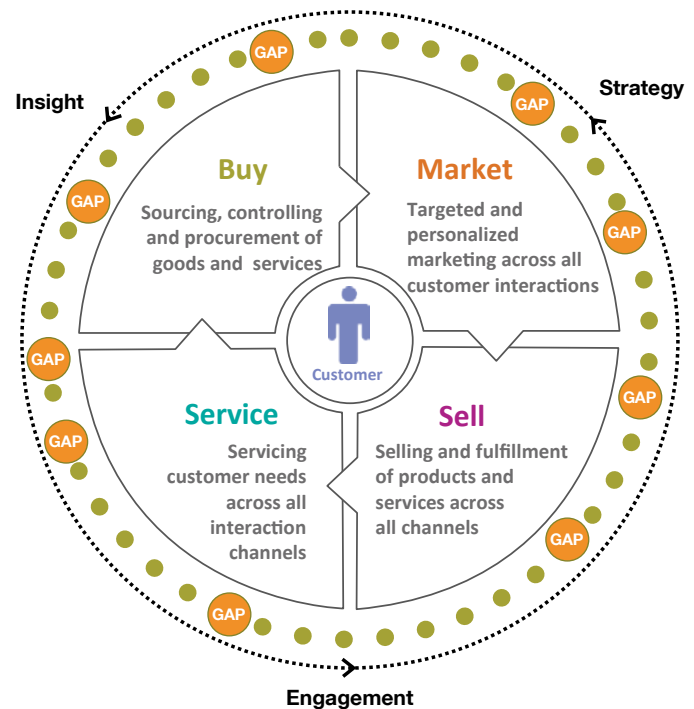 GAP
Insight
Strategy
GAP
Buy
Sourcing, controlling
and procurement of
goods and services
Market
Targeted and
personalized
marketing across all
customer interactions
GAP
GAP
Customer
GAP
GAP
Service
Servicing
customer needs
across all
interaction
channels
Sell
Selling and fulfillment
of products and
services across
all channels
GAP
GAP
GAP
Engagement